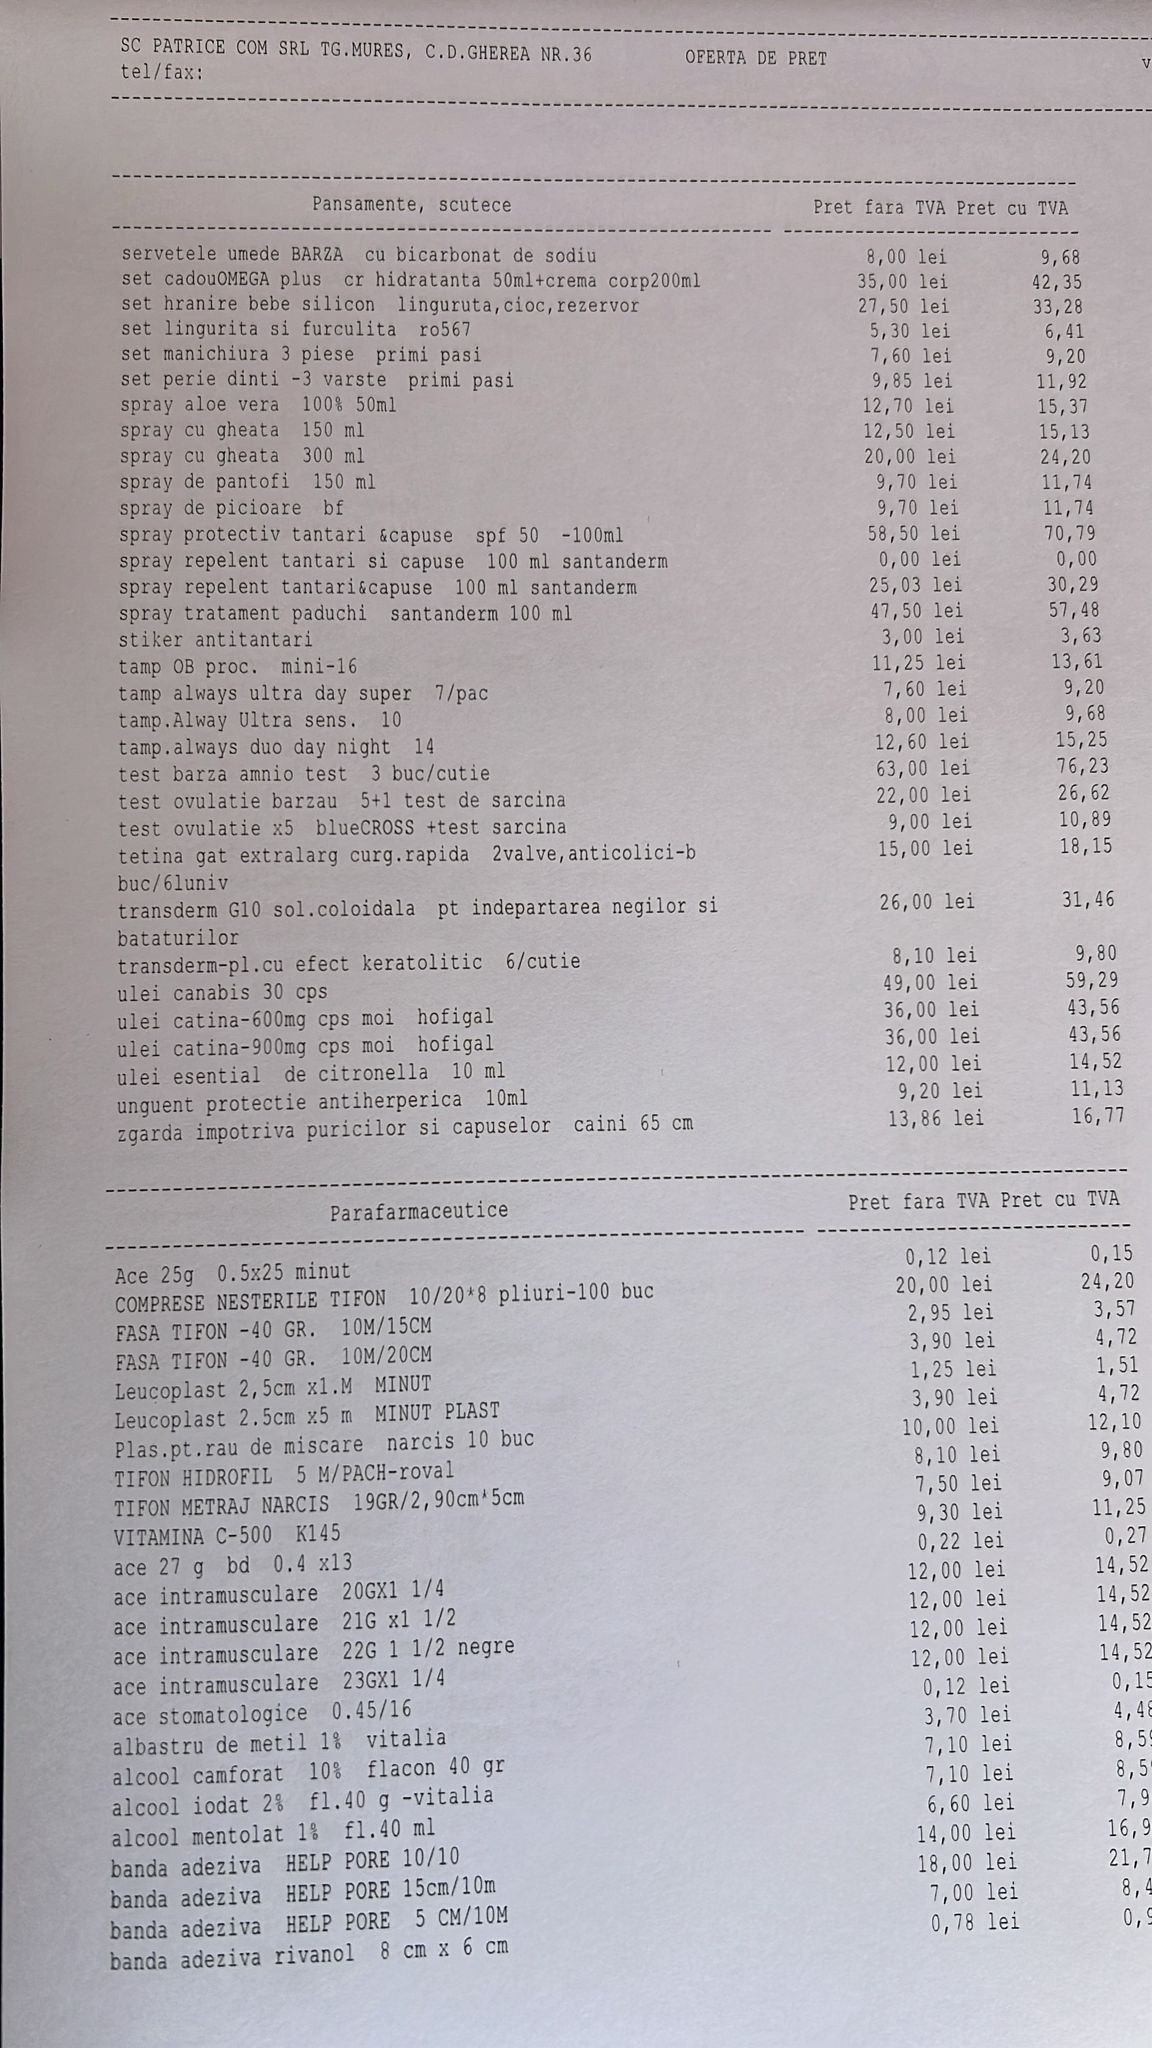 SC PATRICE COM SRL TG.MURES, C.D.GHEREA NR.36 OFERTA DE PRET v
tel/fax:
Pansamente, scutece Pret fara TVA Pret cu TVA
servetele umede BARZA cu bicarbonat de sodiu 8,00 lei 9,68
set cadouOMEGA plus cr hidratanta 50ml+crema corp200ml 35,00 lei 42,35
set hranire bebe silicon linguruta,cioc,rezervor 27,50 lei 33,28
set lingurita si furculita ro567 5,30 lei 6,41
set manichiura 3 piese primi pasi 7,60 lei 9,20
set perie dinti -3 varste primi pasi 9,85 lei 11,92
spray aloe vera 100% 50ml 12,70 lei 15,37
spray cu gheata 150 ml 12,50 lei 15,13
spray cu gheata 300 ml 20,00 lei 24,20
spray de pantofi 150 ml 9,70 lei 11,74
spray de picioare bf 9,70 lei 11,74
spray protectiv tantari &capuse spf 50 -100ml 58,50 lei 70,79
spray repelent tantari si capuse 100 ml santanderm 0,00 lei 0,00
spray repelent tantari&capuse 100 ml santanderm 25,03 lei 30,29
spray tratament paduchi santanderm 100 ml 47,50 lei 57,48
stiker antitantari 3,00 lei 3,63
tamp OB proc. mini-16 11,25 lei 13,61
tamp always ultra day super 7/pac 7,60 lei 9,20
tamp.Alway Ultra sens. 10 8,00 lei 9,68
tamp.always duo day night 14 12,60 lei 15,25
test barza amnio test 3 buc/cutie 63,00 lei 76,23
test ovulatie barzau 5+1 test de sarcina 22,00 lei 26,62
test ovulatie x5 blueCROSS +test sarcina 9,00 lei 10,89
tetina gat extralarg curg.rapida 2valve,anticolici-b 15,00 lei 18,15
buc/6luniv
transderm G10 sol.coloidala pt indepartarea negilor si 26,00 lei 31,46
bataturilor
transderm-pl.cu efect keratolitic 6/cutie 8,10 lei 9,80
ulei canabis 30 cps 49,00 lei 59,29
ulei catina-600mg cps moi hofigal 36,00 lei 43,56
ulei catina-900mg cps moi hofigal 36,00 lei 43,56
ulei esential de citronella 10 ml 12,00 lei 14,52
unguent protectie antiherperica 10ml 9,20 lei 11,13
zgarda impotriva puricilor si capuselor caini 65 cm 13,86 lei 16,77
Parafarmaceutice Pret fara TVA Pret cu TVA
Ace 25g 0.5x25 minut 0,12 lei 0,15
COMPRESE NESTERILE TIFON 10/20*8 pliuri-100 buc 20,00 lei 24,20
FASA TIFON -40 GR. 10M/15CM 2,95 lei 3,57
FASA TIFON -40 GR. 10M/20CM 3,90 lei 4,72
Leucoplast 2,5cm x1.M MINUT 1,25 lei 1,51
Leucoplast 2.5cm x5 m MINUT PLAST 3,90 lei 4,72
Plas.pt.rau de miscare narcis 10 buc 10,00 lei 12,10
TIFON HIDROFIL 5 M/PACH-roval 8,10 lei 9,80
TIFON METRAJ NARCIS 19GR/2,90cm*5cm 7,50 lei 9,07
VITAMINA C-500 K145 9,30 lei 11,25
ace 27 g bd 0.4 x13 0,22 lei 0,27
ace intramusculare 20GX1 1/4 12,00 lei 14,52
ace intramusculare 21G x1 1/2 12,00 lei 14,52
ace intramusculare 22G 1 1/2 negre 12,00 lei 14,52
ace intramusculare 23GX1 1/4 12,00 lei 14,52
ace stomatologice 0.45/16 0,12 lei 0,15
albastru de metil 1% vitalia 3,70 lei 4,48
alcool camforat 10% flacon 40 gr 7,10 lei 8,59
alcool iodat 2% fl.40 g -vitalia 7,10 lei 8,5
alcool mentolat 1% fl.40 ml 6,60 lei 7,9
banda adeziva HELP PORE 10/10 14,00 lei 16,9
banda adeziva HELP PORE 15cm/10m 18,00 lei 21,7
banda adeziva HELP PORE 5 CM/10M 7,00 lei 8,4
banda adeziva rivanol 8 cm x 6 cm 0,78 lei 0,9